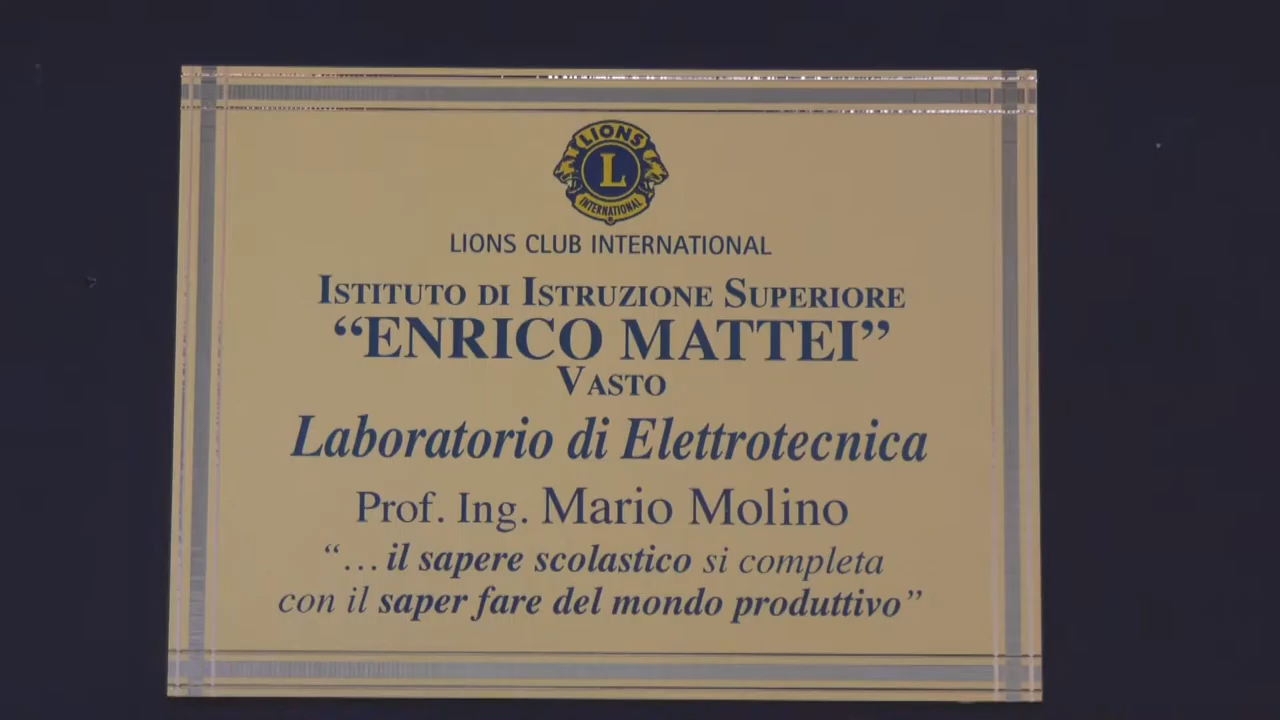 LIONS
L
INTERNATIONAL
LIONS CLUB INTERNATIONAL
ISTITUTO DI ISTRUZIONE SUPERIORE
“ENRICO MATTEI”
VASTO
Laboratorio di Elettrotecnica
Prof. Ing. Mario Molino
“... il sapere scolastico si completa
con il saper fare del mondo produttivo”